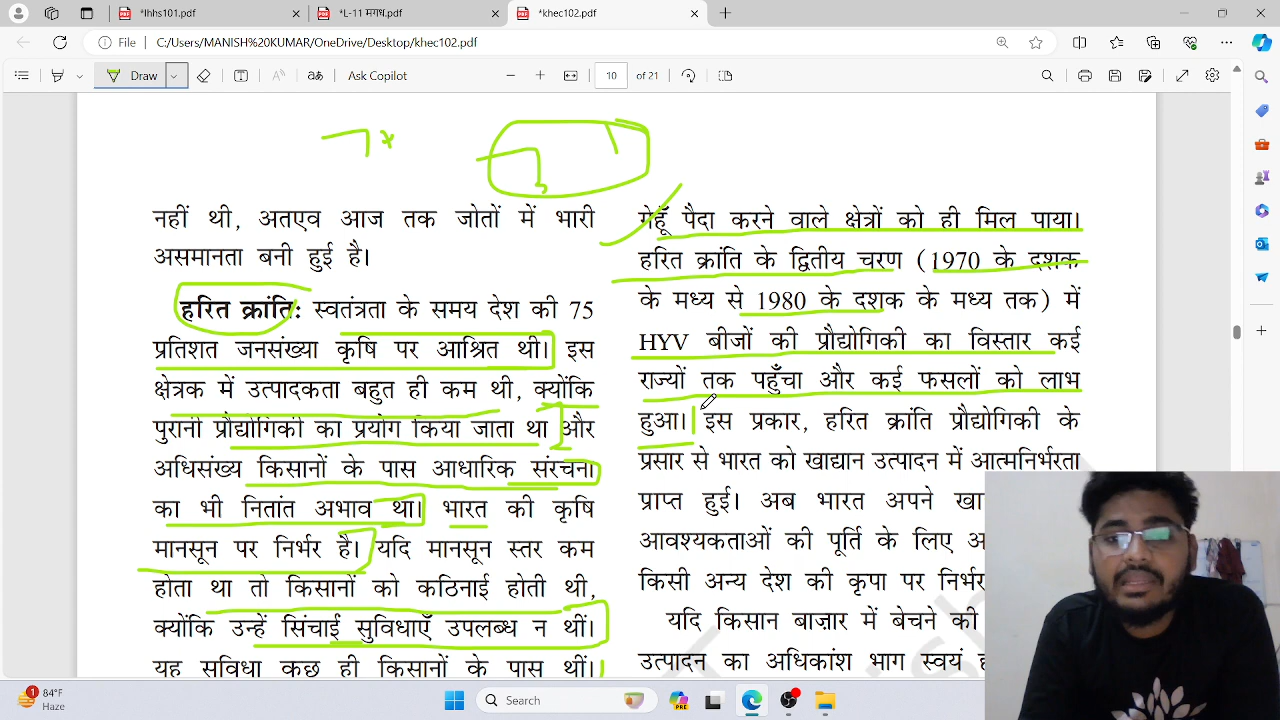 *hhs101.pdf
*L-11 मगध.pdf
*khec102.pdf
File
C:/Users/MANISH%20KUMAR/OneDrive/Desktop/khec102.pdf
Draw
Ask Copilot
10 of 21
नहीं थी, अतएव आज तक जोतों में भारी
असमानता बनी हुई है।
हरित क्रांति: स्वतंत्रता के समय देश की 75
प्रतिशत जनसंख्या कृषि पर आश्रित थी। इस
क्षेत्रक में उत्पादकता बहुत ही कम थी, क्योंकि
पुरानी प्रौद्योगिकी का प्रयोग किया जाता था और
अधिसंख्य किसानों के पास आधारिक संरचना
का भी नितांत अभाव था। भारत की कृषि
मानसून पर निर्भर है। यदि मानसून स्तर कम
होता था तो किसानों को कठिनाई होती थी,
क्योंकि उन्हें सिंचाई सुविधाएँ उपलब्ध न थीं।
यह सुविधा कुछ ही किसानों के पास थीं।
गेहूँ पैदा करने वाले क्षेत्रों को ही मिल पाया।
हरित क्रांति के द्वितीय चरण (1970 के दशक
के मध्य से 1980 के दशक के मध्य तक) में
HYV बीजों की प्रौद्योगिकी का विस्तार कई
राज्यों तक पहुँचा और कई फसलों को लाभ
हुआ। इस प्रकार, हरित क्रांति प्रौद्योगिकी के
प्रसार से भारत को खाद्यान उत्पादन में आत्मनिर्भरता
प्राप्त हुई। अब भारत अपने
आवश्यकताओं की पूर्ति के लिए
किसी अन्य देश की कृपा पर
यदि किसान बाज़ार में बेचने की
उत्पादन का अधिकांश भाग स्वयं
1
84°F
Haze
Search
PRE